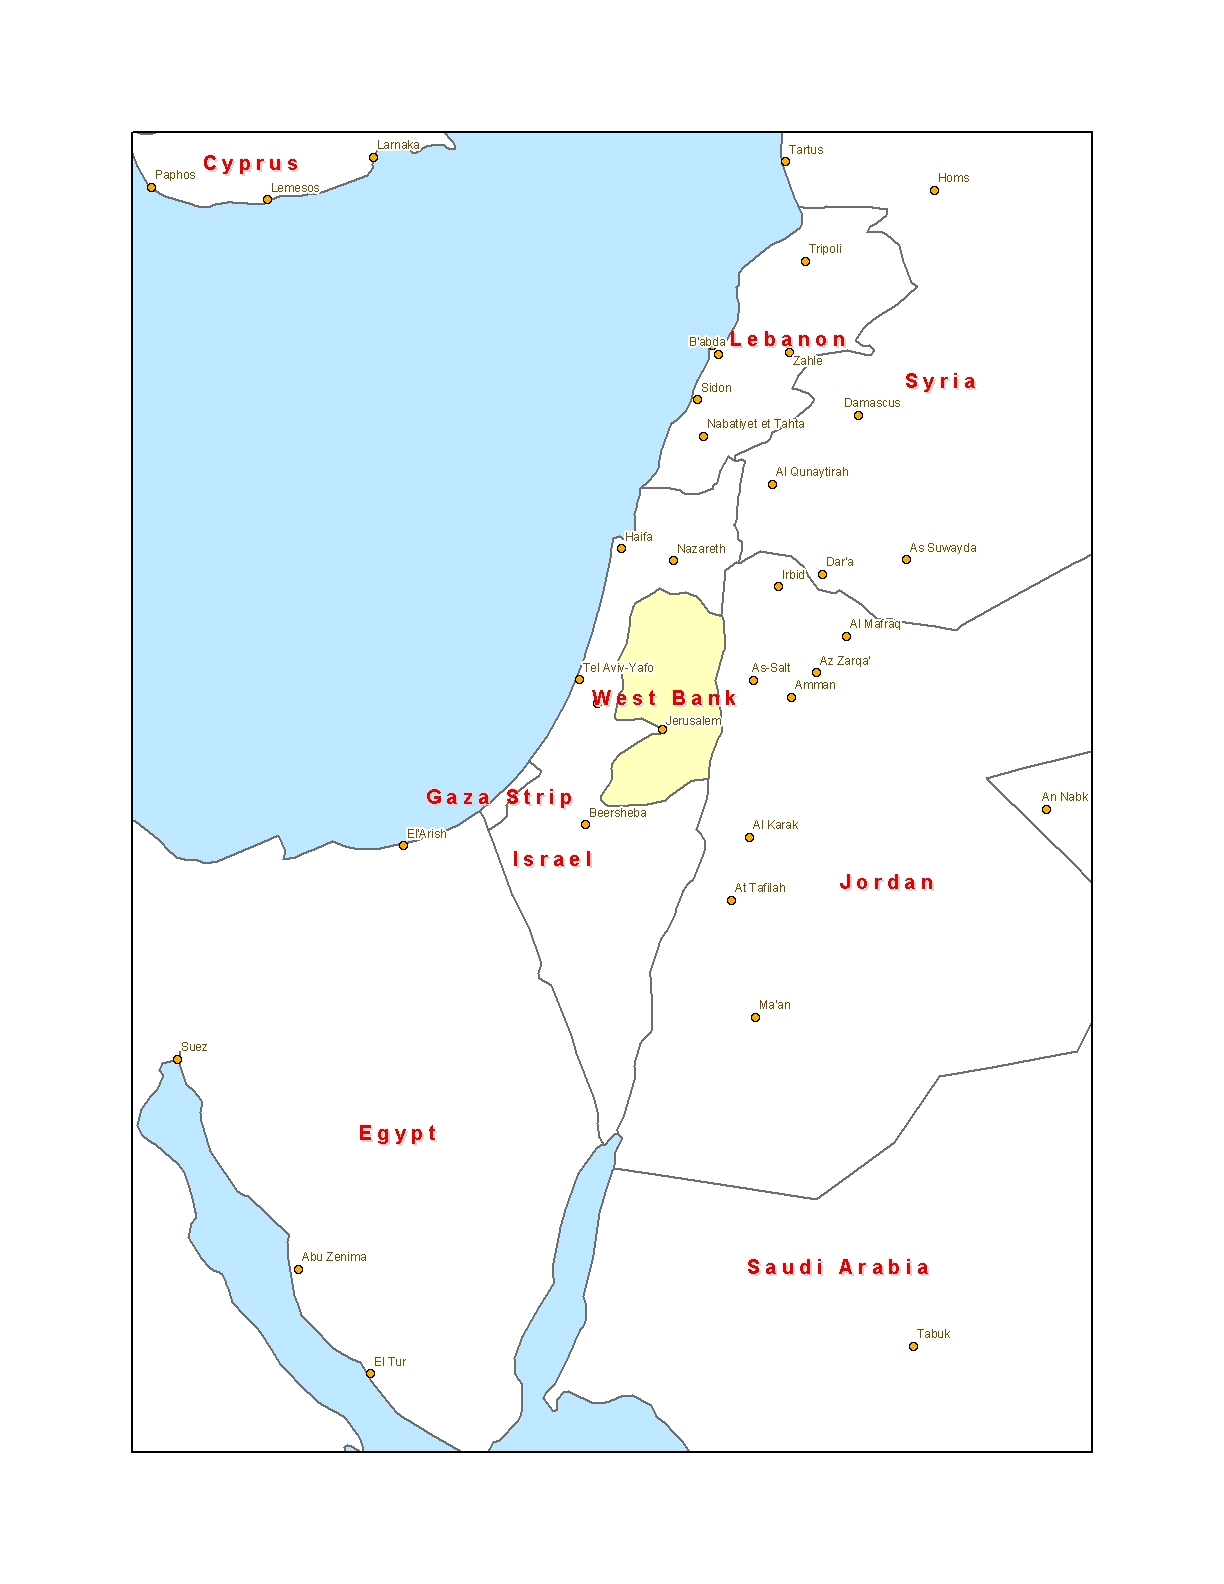 Larnaka
Tartus
Cyprus
Paphos
Homs
Lemesos
Tripoli
Lebanon
B'abda
Zahle
Syria
Sidon
Damascus
Nabatiyet et Tahta
Al Qunaytirah
Haifa
Nazareth
As Suwayda
Dar'a
Irbid
Al Mafraq
Az Zarqa'
Tel Aviv-Yafo
As-Salt
Amman
West Bank
Jerusalem
Gaza Strip
An Nabk
Beersheba
Al Karak
El'Arish
Israel
Jordan
At Tafilah
Ma'an
Suez
Egypt
Abu Zenima
Saudi Arabia
Tabuk
El Tur